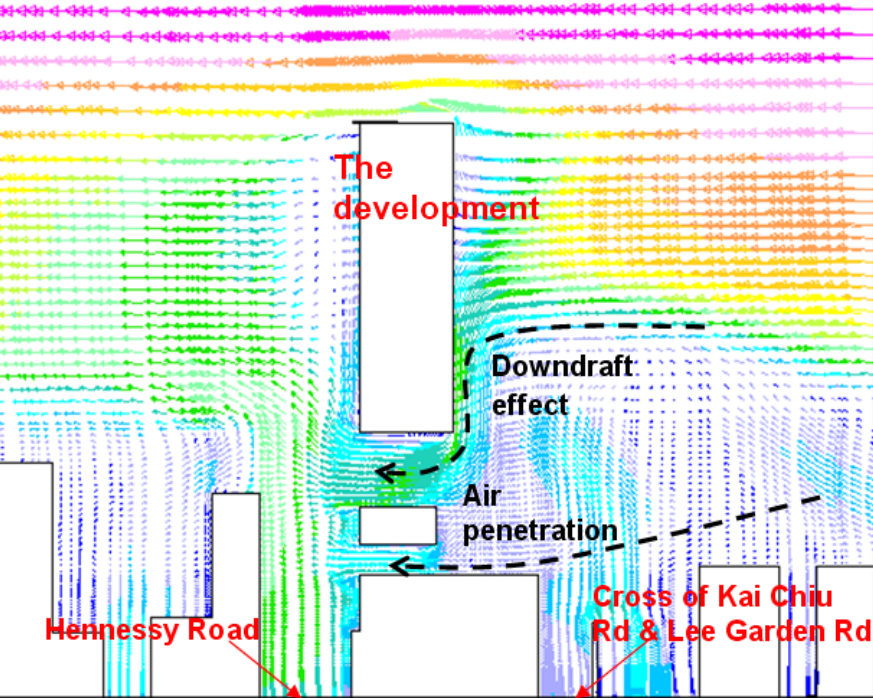 The
development
Downdraft
effect
Air
penetration
Cross of Kai Chiu
Rd & Lee Garden Rd
Hennessy Road